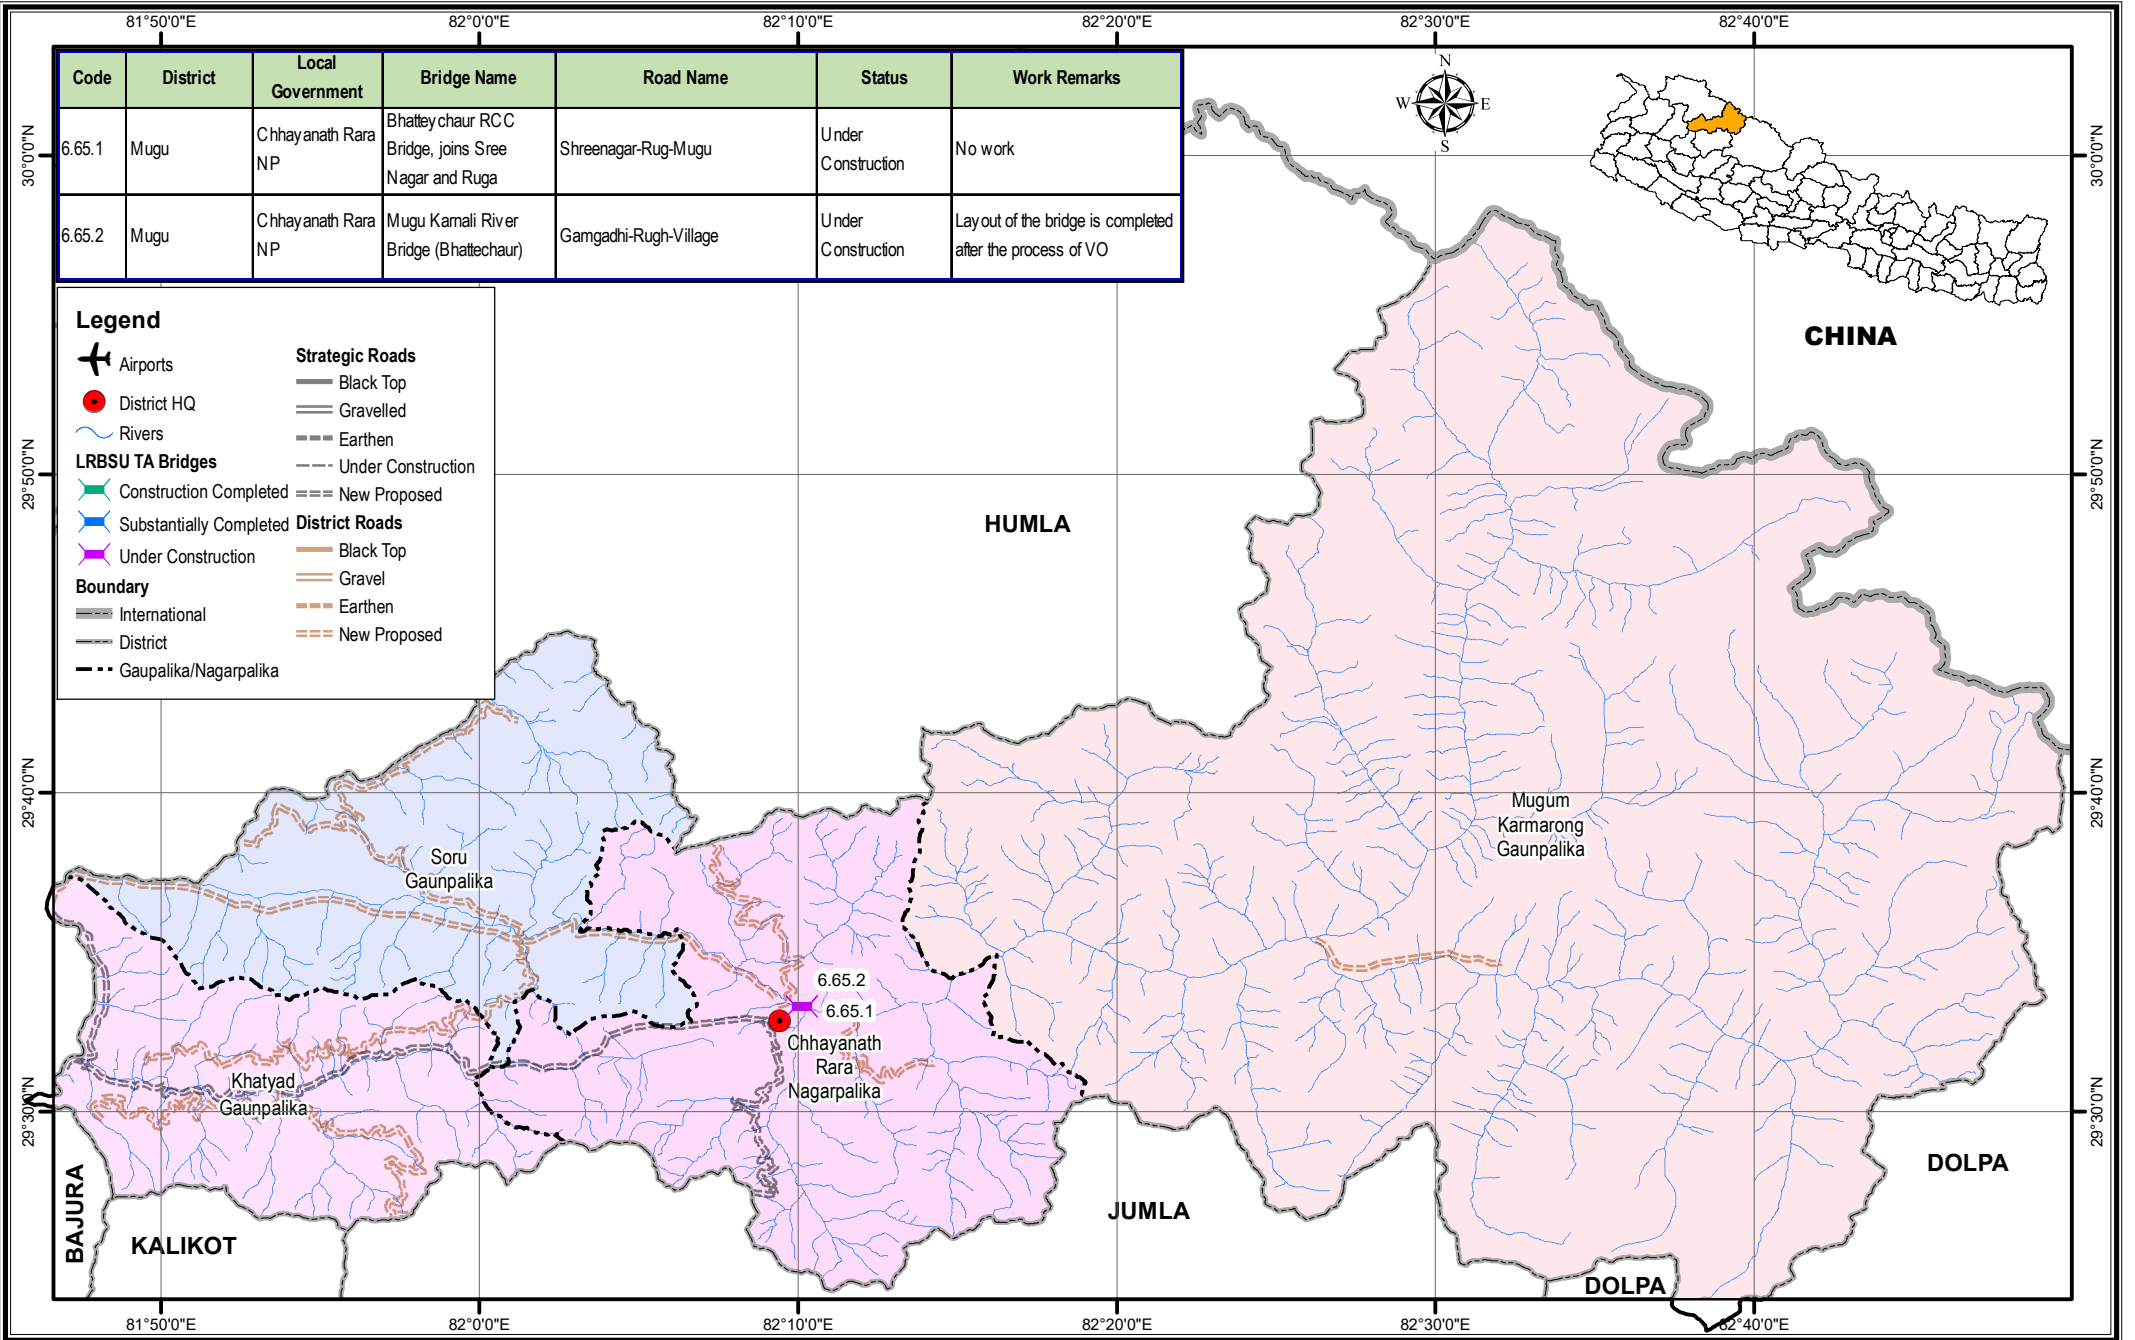 81°50'0"E 82°0'0"E 82°10'0"E 82°20'0"E 82°30'0"E 82°40'0"E
Code District Local Government Bridge Name Road Name Status Work Remarks
6.65.1 Mugu Chhayanath Rara NP Bhatteychaur RCC Bridge, joins Sree Nagar and Ruga Shreenagar-Rug-Mugu Under Construction No work
6.65.2 Mugu Chhayanath Rara NP Mugu Karnali River Bridge (Bhattechaur) Gamgadhi-Rugh-Village Under Construction Layout of the bridge is completed after the process of VO
N
W E
S
30°0'0"N
30°0'0"N
CHINA
Legend
Airports
District HQ
Rivers
LRBSU TA Bridges
Construction Completed
Substantially Completed
Under Construction
Boundary
International
District
Gaupalika/Nagarpalika
Strategic Roads
Black Top
Gravelled
Earthen
Under Construction
New Proposed
District Roads
Black Top
Gravel
Earthen
New Proposed
29°50'0"N
29°50'0"N
HUMLA
29°40'0"N
29°40'0"N
Mugum
Karmarong
Gaunpalika
Soru
Gaunpalika
6.65.2
6.65.1
Chhayanath
Rara
Nagarpalika
Khatyad
Gaunpalika
29°30'0"N
29°30'0"N
BAJURA
KALIKOT
JUMLA
DOLPA
DOLPA
81°50'0"E 82°0'0"E 82°10'0"E 82°20'0"E 82°30'0"E 82°40'0"E